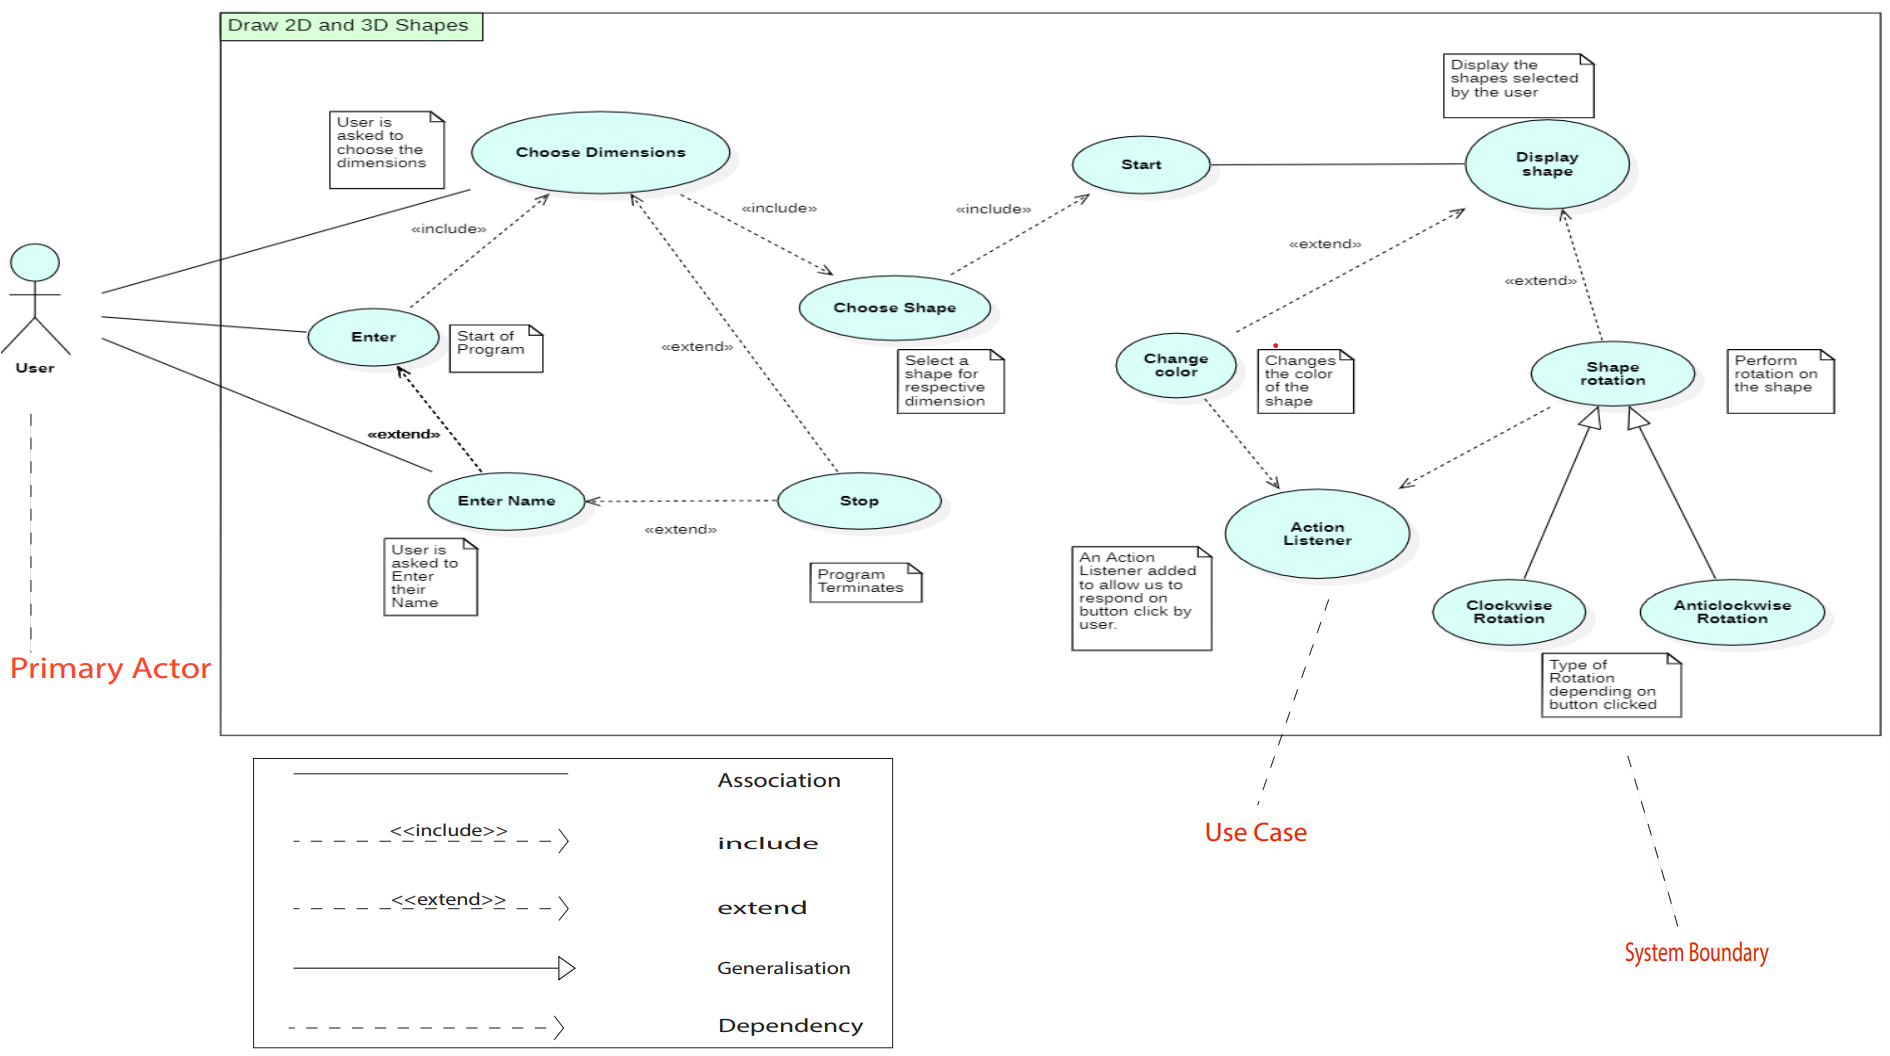 Draw 2D and 3D Shapes
User is
asked to
choose the
dimensions
Choose Dimensions
«include»
«include»
«include»
Start
Display the
shapes selected
by the user
Display
shape
«extend»
«extend»
User
Enter
Start of
Program
«extend»
Choose Shape
Select a
shape for
respective
dimension
Change
color
Changes
the color
of the
shape
Shape
rotation
Perform
rotation on
the shape
«extend»
Enter Name
«extend»
Stop
User is
asked to
Enter
their
Name
Program
Terminates
Action
Listener
An Action
Listener added
to allow us to
respond on
button click by
user.
Clockwise
Rotation
Anticlockwise
Rotation
Type of
Rotation
depending on
button clicked
Primary Actor
Association
<<include>>
include
<<extend>>
extend
Generalisation
Dependency
Use Case
System Boundary